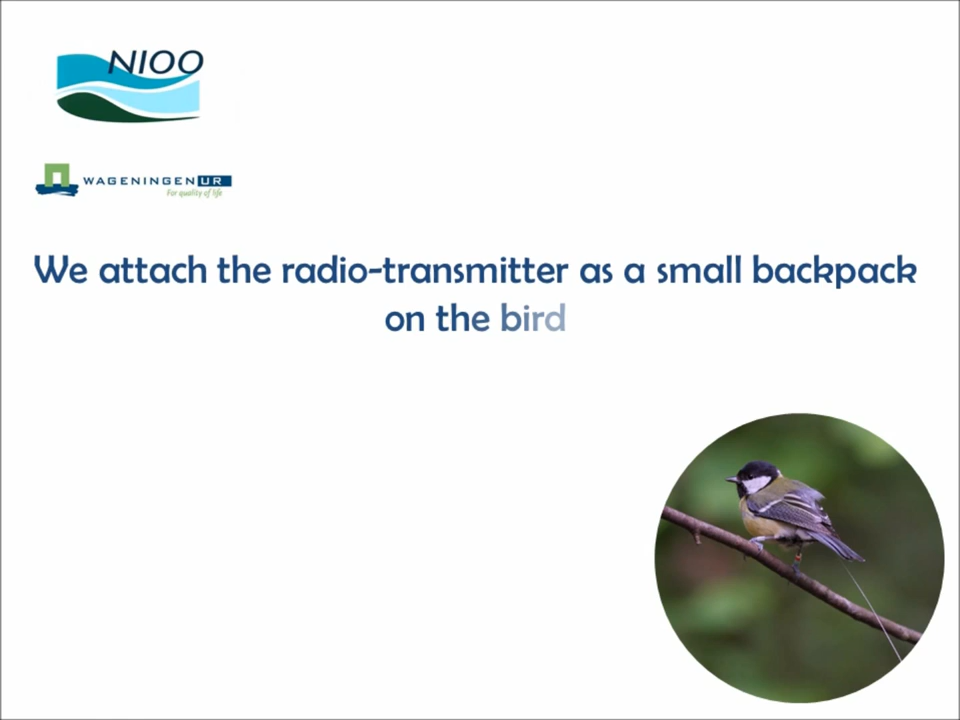 NIOO
WAGENINGEN UR
For quality of life
We attach the radio-transmitter as a small backpack
on the bird